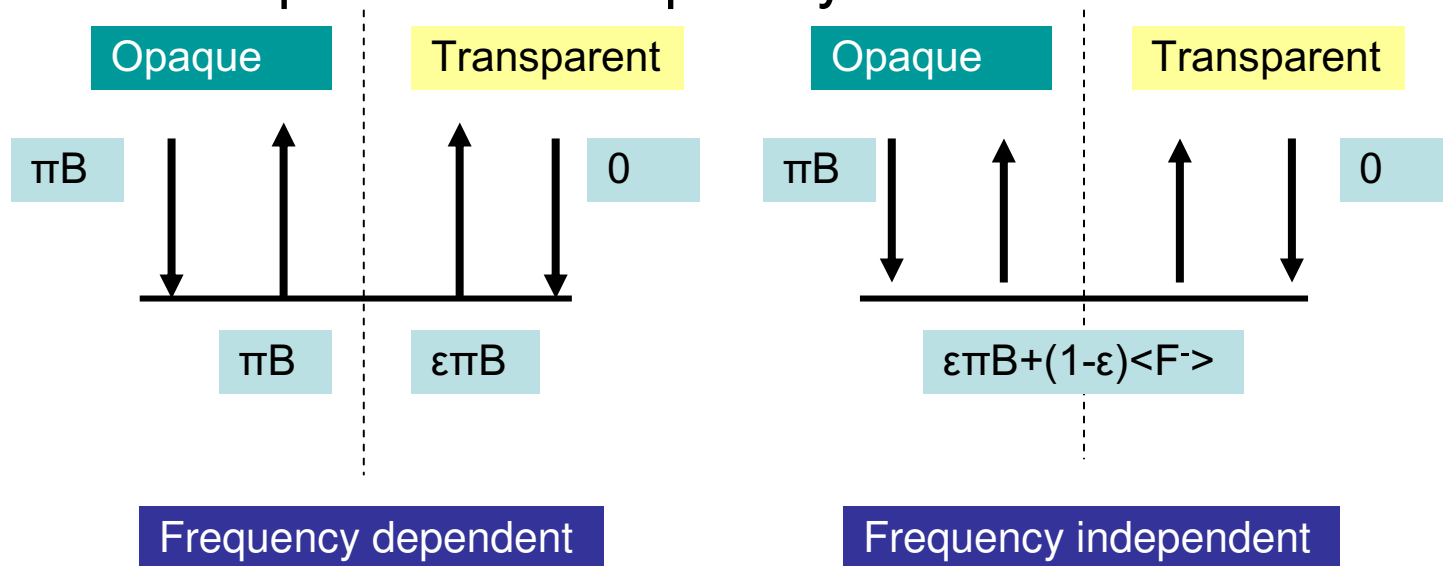 Opaque
Transparent
πB
0
πB
επB
Frequency dependent
Opaque
Transparent
πB
0
επB+(1-ε)<F⁻>
Frequency independent